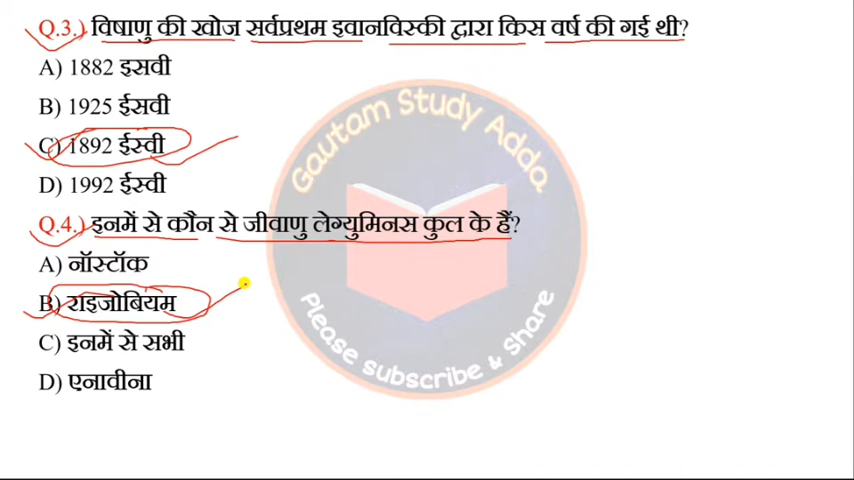 Q.3.) विषाणु की खोज सर्वप्रथम इवानविस्की द्वारा किस वर्ष की गई थी?
A) 1882 इसवी
B) 1925 ईसवी
C) 1892 ईस्वी
D) 1992 ईस्वी
Q.4.) इनमें से कौन से जीवाणु लेग्युमिनस कुल के हैं?
A) नॉस्टॉक
B) राइजोबियम
C) इनमें से सभी
D) एनावीना
Gautam Study Adda
Please subscribe & share